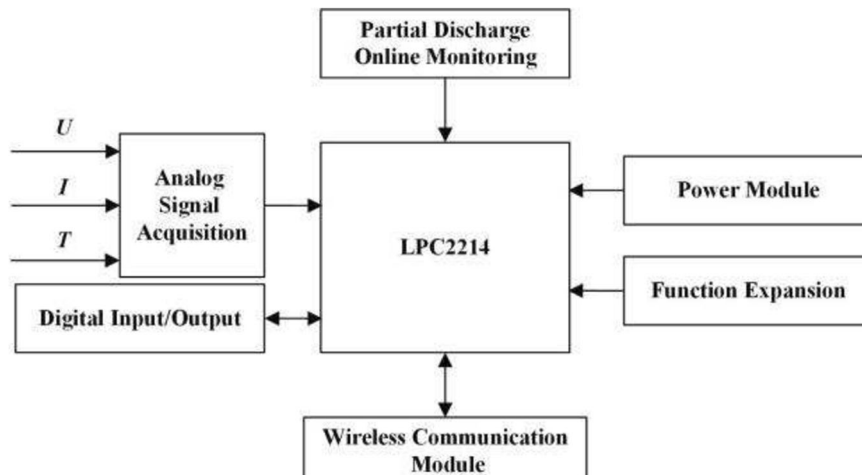 Partial Discharge
Online Monitoring
U
I
T
Analog
Signal
Acquisition
LPC2214
Power Module
Function Expansion
Digital Input/Output
Wireless Communication
Module